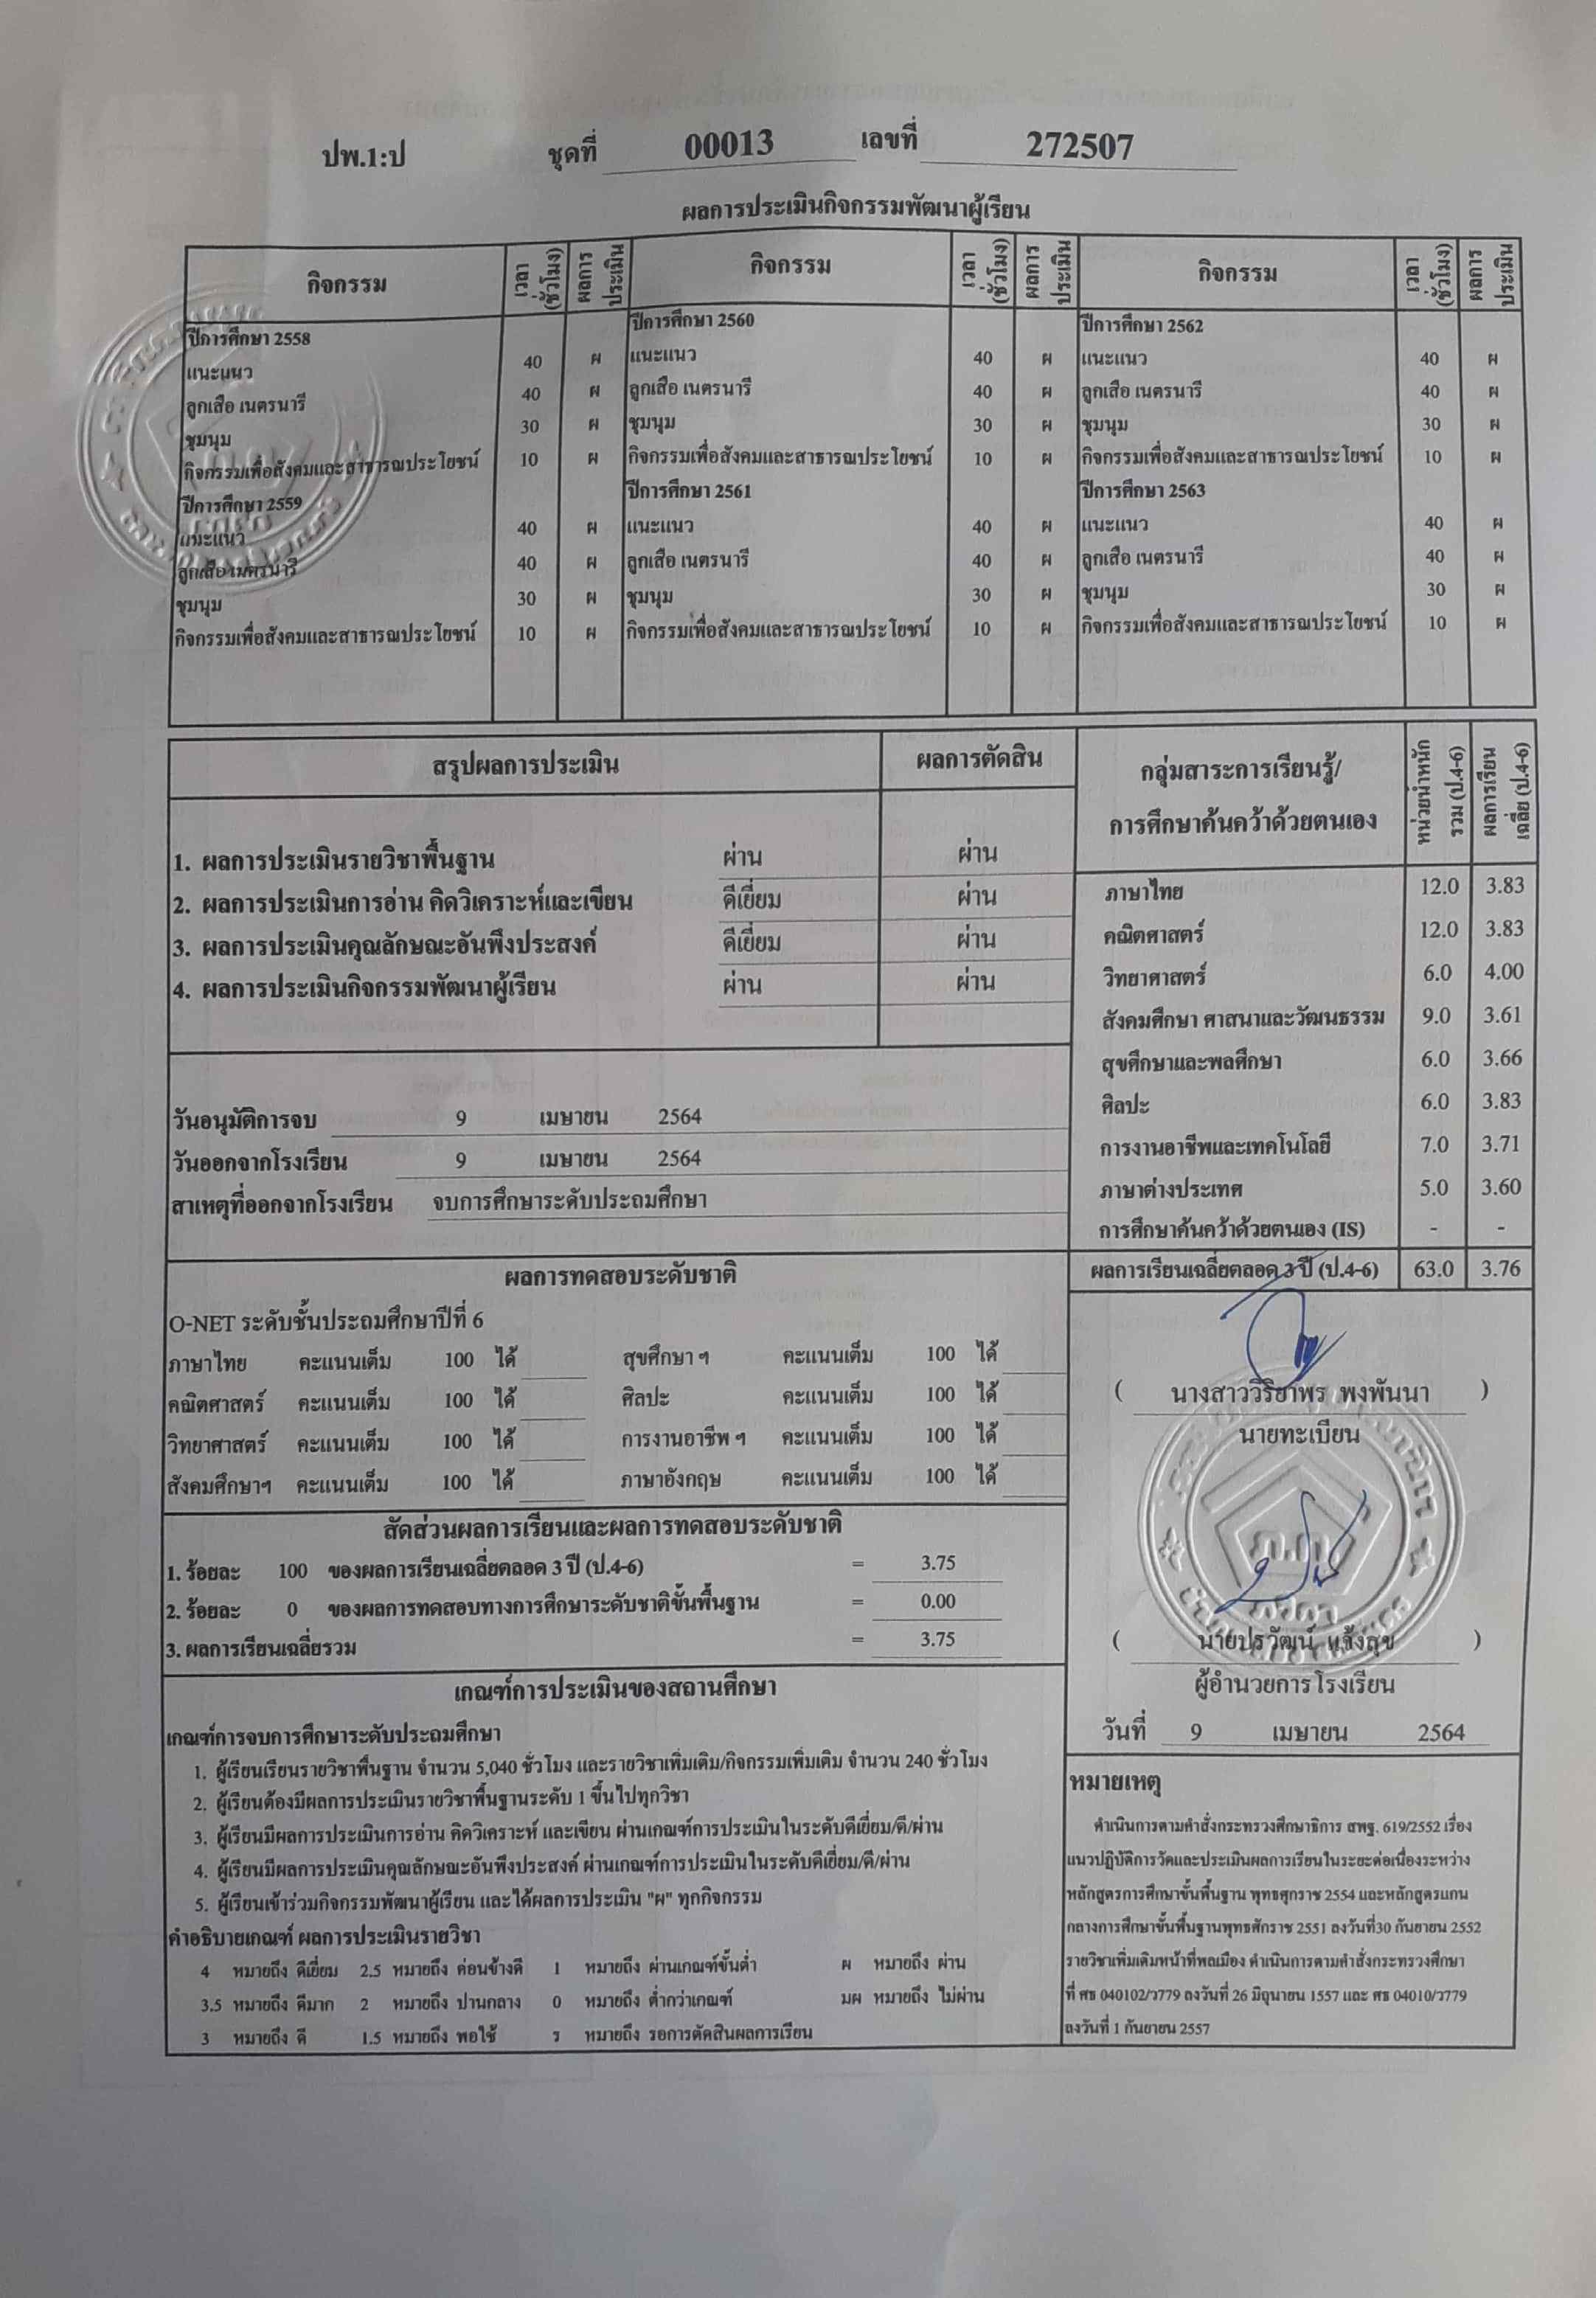 ปพ.1:ป ชุดที่ 00013 เลขที่ 272507
ผลการประเมินกิจกรรมพัฒนาผู้เรียน
กิจกรรม เวลา (ชั่วโมง) ผลการประเมิน กิจกรรม เวลา (ชั่วโมง) ผลการประเมิน กิจกรรม เวลา (ชั่วโมง) ผลการประเมิน
ปีการศึกษา 2558 ปีการศึกษา 2560 ปีการศึกษา 2562
แนะแนว 40 ผ แนะแนว 40 ผ แนะแนว 40 ผ
ลูกเสือ เนตรนารี 40 ผ ลูกเสือ เนตรนารี 40 ผ ลูกเสือ เนตรนารี 40 ผ
ชุมนุม 30 ผ ชุมนุม 30 ผ ชุมนุม 30 ผ
กิจกรรมเพื่อสังคมและสาธารณประโยชน์ 10 ผ กิจกรรมเพื่อสังคมและสาธารณประโยชน์ 10 ผ กิจกรรมเพื่อสังคมและสาธารณประโยชน์ 10 ผ
ปีการศึกษา 2559 ปีการศึกษา 2561 ปีการศึกษา 2563
แนะแนว 40 ผ แนะแนว 40 ผ แนะแนว 40 ผ
ลูกเสือ เนตรนารี 40 ผ ลูกเสือ เนตรนารี 40 ผ ลูกเสือ เนตรนารี 40 ผ
ชุมนุม 30 ผ ชุมนุม 30 ผ ชุมนุม 30 ผ
กิจกรรมเพื่อสังคมและสาธารณประโยชน์ 10 ผ กิจกรรมเพื่อสังคมและสาธารณประโยชน์ 10 ผ กิจกรรมเพื่อสังคมและสาธารณประโยชน์ 10 ผ
สรุปผลการประเมิน ผลการตัดสิน
1. ผลการประเมินรายวิชาพื้นฐาน ผ่าน ผ่าน
2. ผลการประเมินการอ่าน คิดวิเคราะห์และเขียน ดีเยี่ยม ผ่าน
3. ผลการประเมินคุณลักษณะอันพึงประสงค์ ดีเยี่ยม ผ่าน
4. ผลการประเมินกิจกรรมพัฒนาผู้เรียน ผ่าน ผ่าน
วันอนุมัติการจบ 9 เมษายน 2564
วันออกจากโรงเรียน 9 เมษายน 2564
สาเหตุที่ออกจากโรงเรียน จบการศึกษาระดับประถมศึกษา
กลุ่มสาระการเรียนรู้/
การศึกษาค้นคว้าด้วยตนเอง
หน่วยน้ำหนัก
รวม (ป.4-6)
ผลการเรียน
เฉลี่ย (ป.4-6)
ภาษาไทย 12.0 3.83
คณิตศาสตร์ 12.0 3.83
วิทยาศาสตร์ 6.0 4.00
สังคมศึกษา ศาสนาและวัฒนธรรม 9.0 3.61
สุขศึกษาและพลศึกษา 6.0 3.66
ศิลปะ 6.0 3.83
การงานอาชีพและเทคโนโลยี 7.0 3.71
ภาษาต่างประเทศ 5.0 3.60
การศึกษาค้นคว้าด้วยตนเอง (IS) - -
ผลการเรียนเฉลี่ยตลอด 3 ปี (ป.4-6) 63.0 3.76
ผลการทดสอบระดับชาติ
O-NET ระดับชั้นประถมศึกษาปีที่ 6
ภาษาไทย คะแนนเต็ม 100 ได้ สุขศึกษา ฯ คะแนนเต็ม 100 ได้
คณิตศาสตร์ คะแนนเต็ม 100 ได้ ศิลปะ คะแนนเต็ม 100 ได้
วิทยาศาสตร์ คะแนนเต็ม 100 ได้ การงานอาชีพ ฯ คะแนนเต็ม 100 ได้
สังคมศึกษาฯ คะแนนเต็ม 100 ได้ ภาษาอังกฤษ คะแนนเต็ม 100 ได้
สัดส่วนผลการเรียนและผลการทดสอบระดับชาติ
1. ร้อยละ 100 ของผลการเรียนเฉลี่ยตลอด 3 ปี (ป.4-6) = 3.75
2. ร้อยละ 0 ของผลการทดสอบทางการศึกษาระดับชาติขั้นพื้นฐาน = 0.00
3. ผลการเรียนเฉลี่ยรวม = 3.75
( นางสาววิริยาพร พงพันนา )
นายทะเบียน
ภ.ท.
( นายปรวัฒน์ แจ้งสุข )
ผู้อำนวยการโรงเรียน
วันที่ 9 เมษายน 2564
เกณฑ์การประเมินของสถานศึกษา
เกณฑ์การจบการศึกษาระดับประถมศึกษา
1. ผู้เรียนเรียนรายวิชาพื้นฐาน จำนวน 5,040 ชั่วโมง และรายวิชาเพิ่มเติม/กิจกรรมเพิ่มเติม จำนวน 240 ชั่วโมง
2. ผู้เรียนต้องมีผลการประเมินรายวิชาพื้นฐานระดับ 1 ขึ้นไปทุกวิชา
3. ผู้เรียนมีผลการประเมินการอ่าน คิดวิเคราะห์ และเขียน ผ่านเกณฑ์การประเมินในระดับดีเยี่ยม/ดี/ผ่าน
4. ผู้เรียนมีผลการประเมินคุณลักษณะอันพึงประสงค์ ผ่านเกณฑ์การประเมินในระดับดีเยี่ยม/ดี/ผ่าน
5. ผู้เรียนเข้าร่วมกิจกรรมพัฒนาผู้เรียน และได้ผลการประเมิน "ผ" ทุกกิจกรรม
คำอธิบายเกณฑ์ ผลการประเมินรายวิชา
4 หมายถึง ดีเยี่ยม 2.5 หมายถึง ค่อนข้างดี 1 หมายถึง ผ่านเกณฑ์ขั้นต่ำ ผ หมายถึง ผ่าน
3.5 หมายถึง ดีมาก 2 หมายถึง ปานกลาง 0 หมายถึง ต่ำกว่าเกณฑ์ มผ หมายถึง ไม่ผ่าน
3 หมายถึง ดี 1.5 หมายถึง พอใช้ ร หมายถึง รอการตัดสินผลการเรียน
หมายเหตุ
ดำเนินการตามคำสั่งกระทรวงศึกษาธิการ สพฐ. 619/2552 เรื่อง
แนวปฏิบัติการวัดและประเมินผลการเรียนในระยะต่อเนื่องระหว่าง
หลักสูตรการศึกษาขั้นพื้นฐาน พุทธศุกราช 2554 และหลักสูตรแกน
กลางการศึกษาขั้นพื้นฐานพุทธศักราช 2551 ลงวันที่30 กันยายน 2552
รายวิชาเพิ่มเติมหน้าที่พลเมือง ดำเนินการตามคำสั่งกระทรวงศึกษา
ที่ ศธ 040102/ว779 ลงวันที่ 26 มิถุนายน 1557 และ ศธ 04010/ว779
ลงวันที่ 1 กันยายน 2557